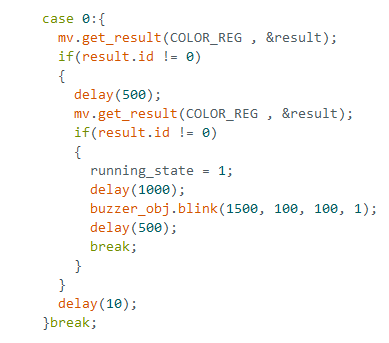 case 0:{
  mv.get_result(COLOR_REG , &result);
  if(result.id != 0)
  {
    delay(500);
    mv.get_result(COLOR_REG , &result);
    if(result.id != 0)
    {
      running_state = 1;
      delay(1000);
      buzzer_obj.blink(1500, 100, 100, 1);
      delay(500);
      break;
    }
  }
  delay(10);
}break;